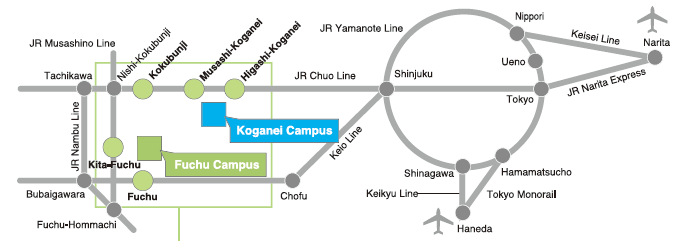 Nippori
JR Yamanote Line
Keisei Line
JR Musashino Line
Nishi-Kokubunji
Kokubunji
Musashi-Koganei
Higashi-Koganei
Narita
Ueno
Tachikawa
JR Chuo Line
Shinjuku
JR Narita Express
Tokyo
JR Nambu Line
Koganei Campus
Keio Line
Kita-Fuchu
Fuchu Campus
Hamamatsucho
Shinagawa
Bubaigawara
Fuchu
Chofu
Keikyu Line
Tokyo Monorail
Fuchu-Hommachi
Haneda